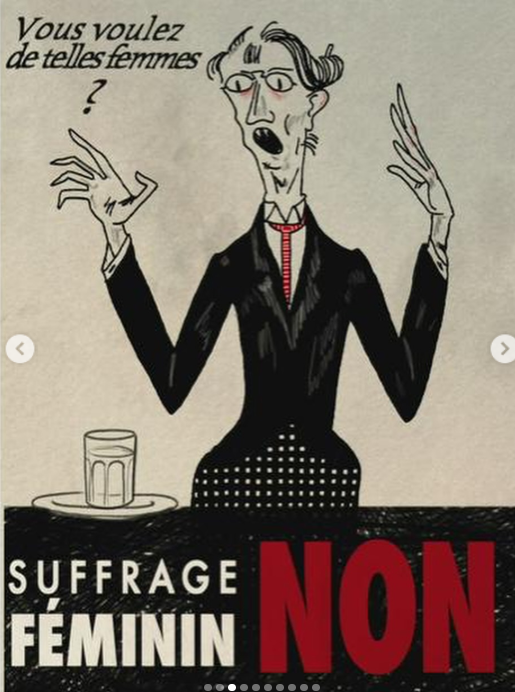 Vous voulez
de telles femmes
?
SUFFRAGE
FÉMININ
NON